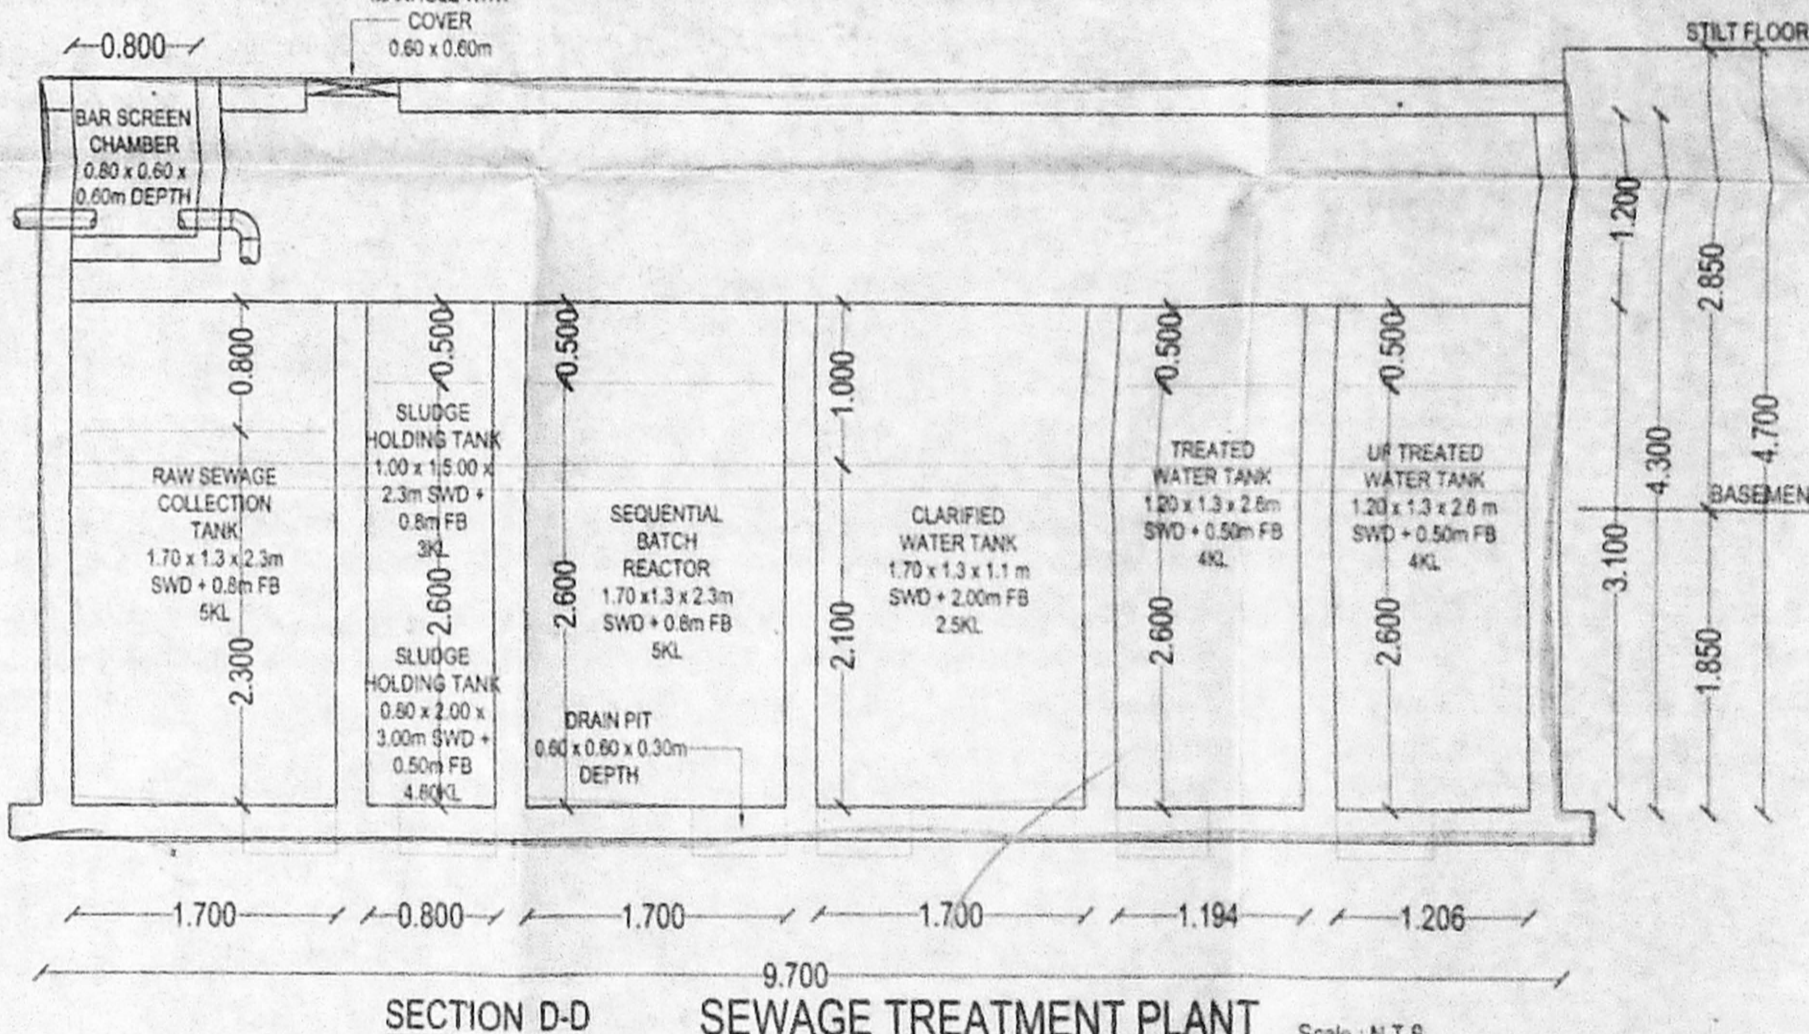 COVER
0.60 x 0.60m
0.800
STILT FLOOR
BAR SCREEN
CHAMBER
0.80 x 0.60 x
0.60m DEPTH
1.200
2.850
4.300
4.700
3.100
1.850
BASEMEN
0.800
0.500
0.500
1.000
0.500
0.500
RAW SEWAGE
COLLECTION
TANK
1.70 x 1.3 x 2.3m
SWD + 0.8m FB
5KL
2.300
SLUDGE
HOLDING TANK
1.00 x 1.5.00 x
2.3m SWD +
0.8m FB
3KL
2.600
SLUDGE
HOLDING TANK
0.80 x 2.00 x
3.00m SWD +
0.50m FB
4.80KL
2.600
SEQUENTIAL
BATCH
REACTOR
1.70 x1.3 x 2.3m
SWD + 0.8m FB
5KL
DRAIN PIT
0.60 x 0.60 x 0.30m
DEPTH
2.100
CLARIFIED
WATER TANK
1.70 x 1.3 x 1.1 m
SWD + 2.00m FB
2.5KL
TREATED
WATER TANK
1.20 x 1.3 x 2.6m
SWD + 0.50m FB
4KL
2.600
UF TREATED
WATER TANK
1.20 x 1.3 x 2.6 m
SWD + 0.50m FB
4KL
2.600
1.700
0.800
1.700
1.700
1.194
1.206
9.700
SECTION D-D
SEWAGE TREATMENT PLANT
Scale : N.T.S